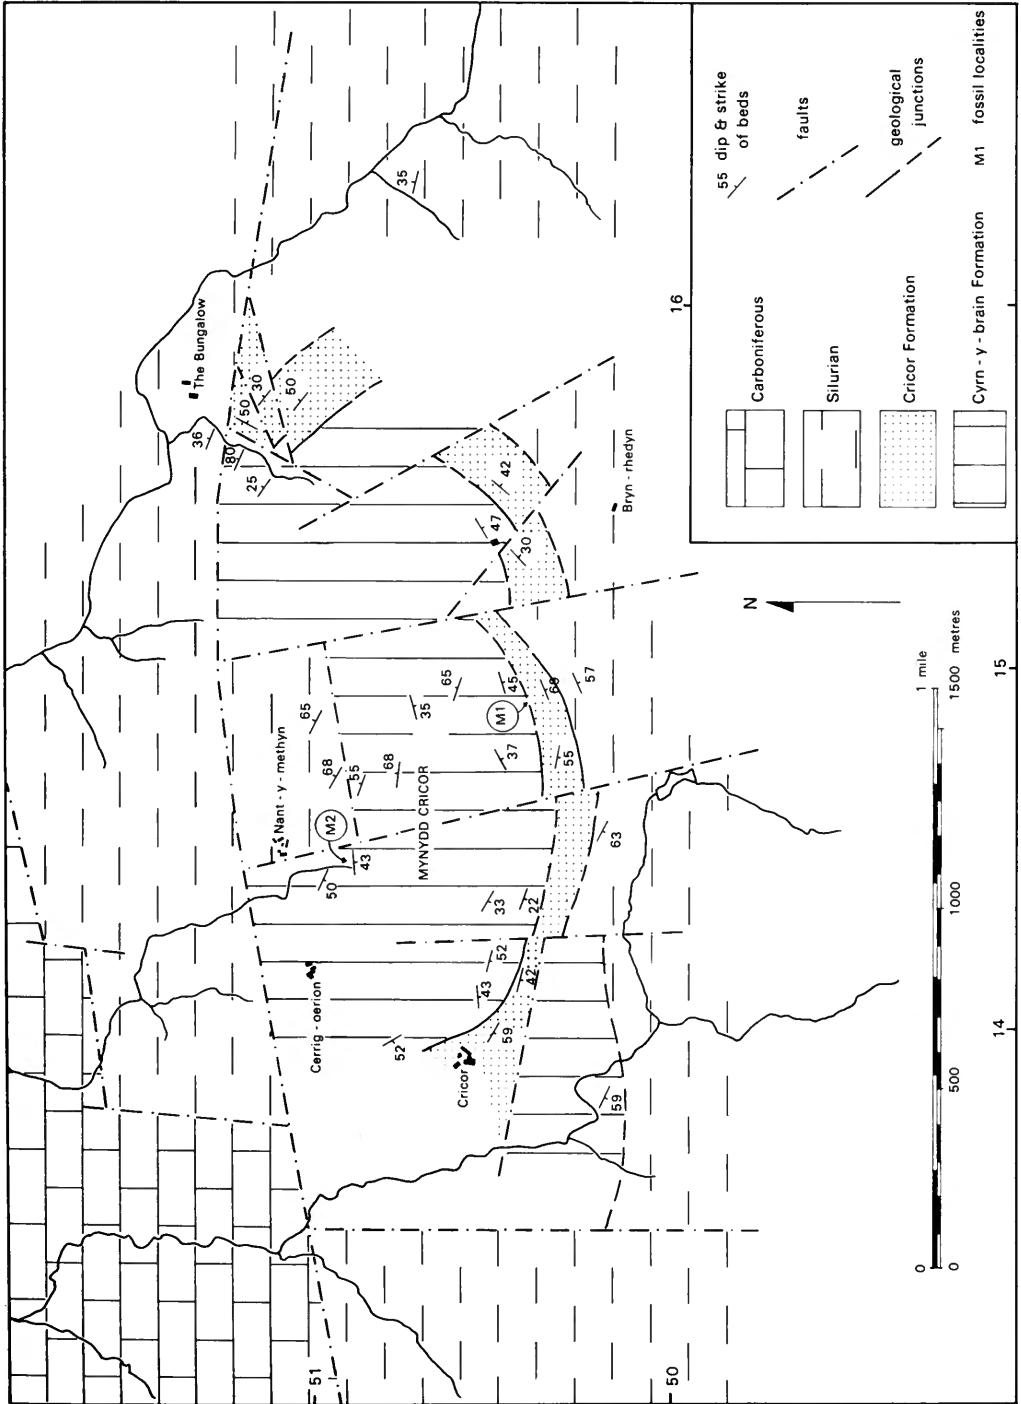 The Bungalow
36
80
50
30
50
25
35
Nant - y - methyn
M2
65
68
55
68
65
35
43
50
MYNYDD CRICOR
M1
45
37
60
55
57
47
42
30
Bryn - rhedyn
Cerrig - oerion
33
22
52
43
42
52
59
Cricor
63
59
51
50
14
15
16
N
0
1 mile
0
500
1000
1500 metres
Carboniferous
Silurian
Cricor Formation
Cyrn - y - brain Formation
55 dip & strike
of beds
faults
geological
junctions
M1 fossil localities